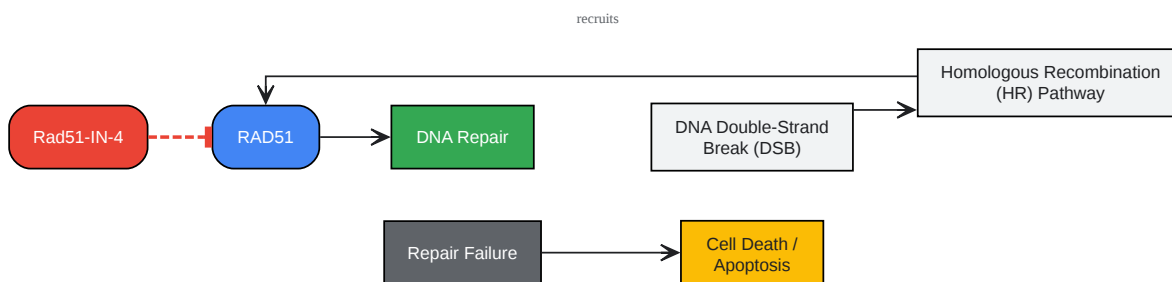 recruits
Homologous Recombination
(HR) Pathway
Rad51-IN-4
RAD51
DNA Repair
DNA Double-Strand
Break (DSB)
Repair Failure
Cell Death /
Apoptosis